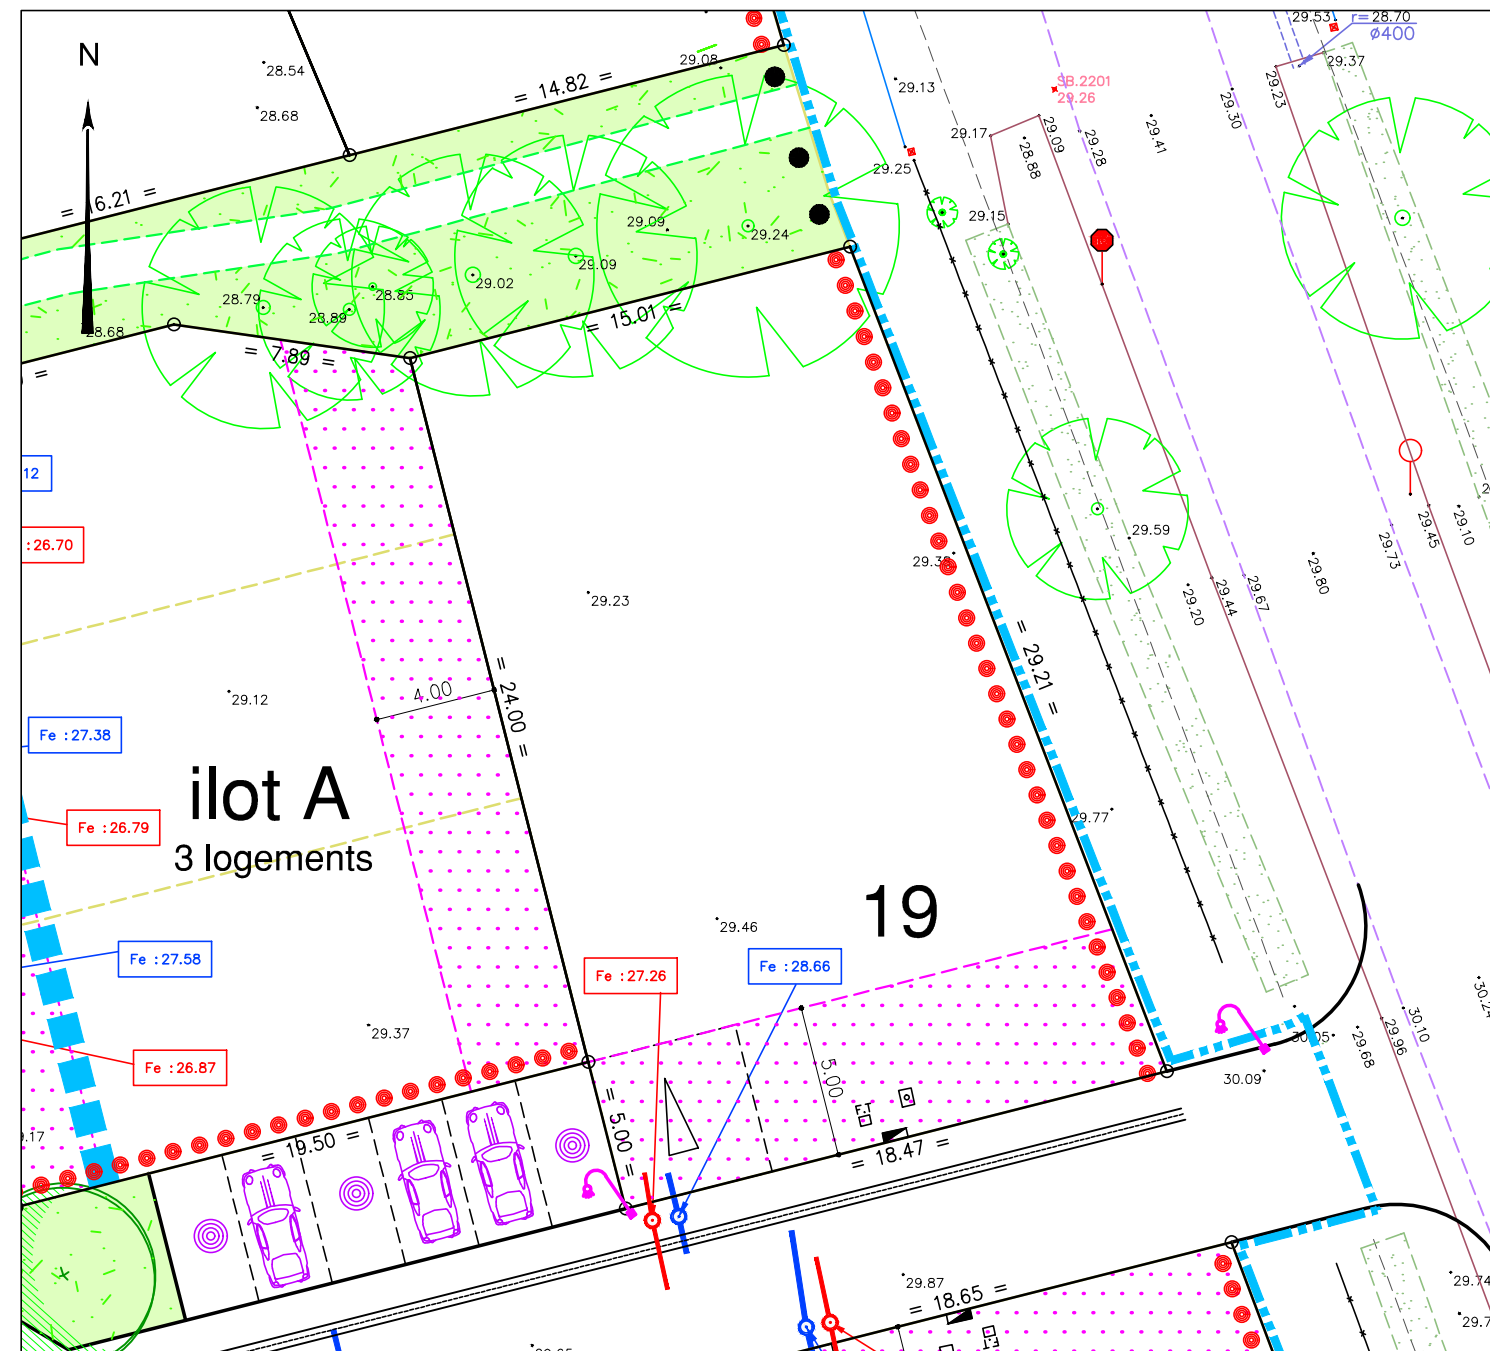 29.53
r= 28.70
ø400
N
28.54
29.08
29.37
29.23
= 14.82 =
29.13
SB.2201
29.26
29.30
28.68
29.17
29.09
29.28
29.41
28.88
29.25
= 16.21 =
29.15
29.09
29.24
29.09
29.02
28.85
28.79
28.89
28.68
= 15.01 =
= 7.89 =
=
12
:26.70
29.59
29.45
29.10
29.73
29.23
29.80
29.44
29.67
29.20
= 29.21 =
4.00
= 24.00 =
29.12
Fe :27.38
ilot A
Fe :26.79
3 logements
29.77
19
29.46
Fe :27.58
Fe :27.26
Fe :28.66
30.24
29.37
30.10
29.96
29.68
30.05
Fe :26.87
30.09
5.00
F.T
= 5.00 =
= 19.50 =
= 18.47 =
29.87
29.74
= 18.65 =
F.T